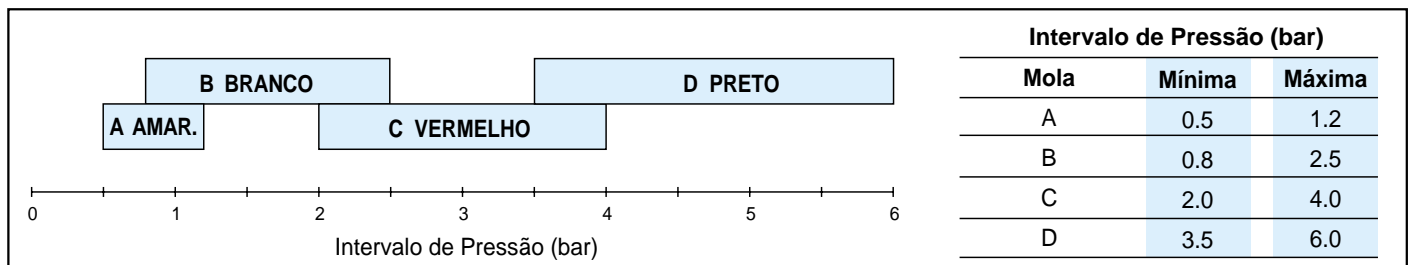 B BRANCO
D PRETO
A AMAR.
C VERMELHO
0 1 2 3 4 5 6
Intervalo de Pressão (bar)
Intervalo de Pressão (bar)
Mola Mínima Máxima
A 0.5 1.2
B 0.8 2.5
C 2.0 4.0
D 3.5 6.0